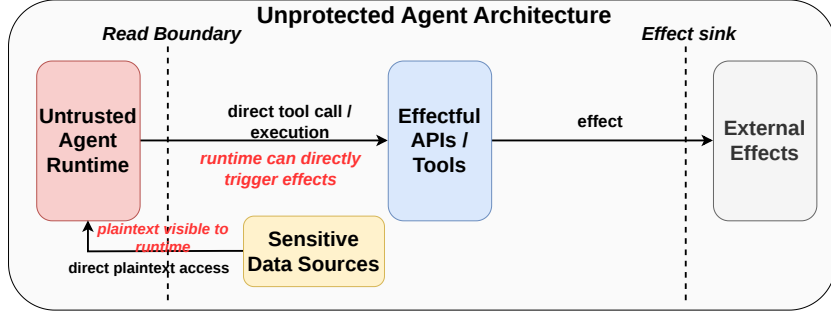 Unprotected Agent Architecture
Read Boundary
Effect sink
Untrusted
Agent
Runtime
direct tool call /
execution
runtime can directly
trigger effects
Effectful
APIs /
Tools
effect
External
Effects
plaintext visible to
runtime
direct plaintext access
Sensitive
Data Sources